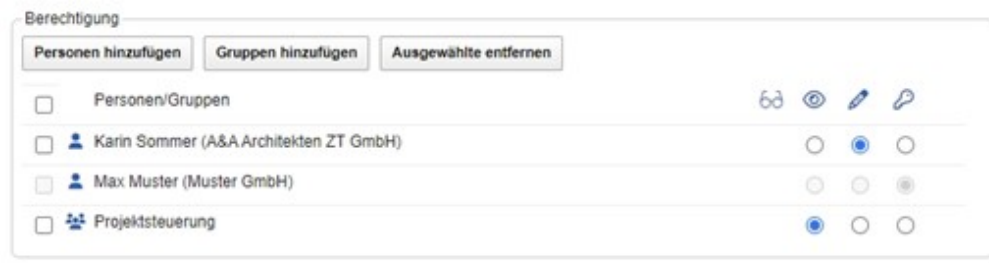 Berechtigung
Personen hinzufügen Gruppen hinzufügen Ausgewählte entfernen
Personen/Gruppen
Karin Sommer (A&A Architekten ZT GmbH)
Max Muster (Muster GmbH)
Projektsteuerung